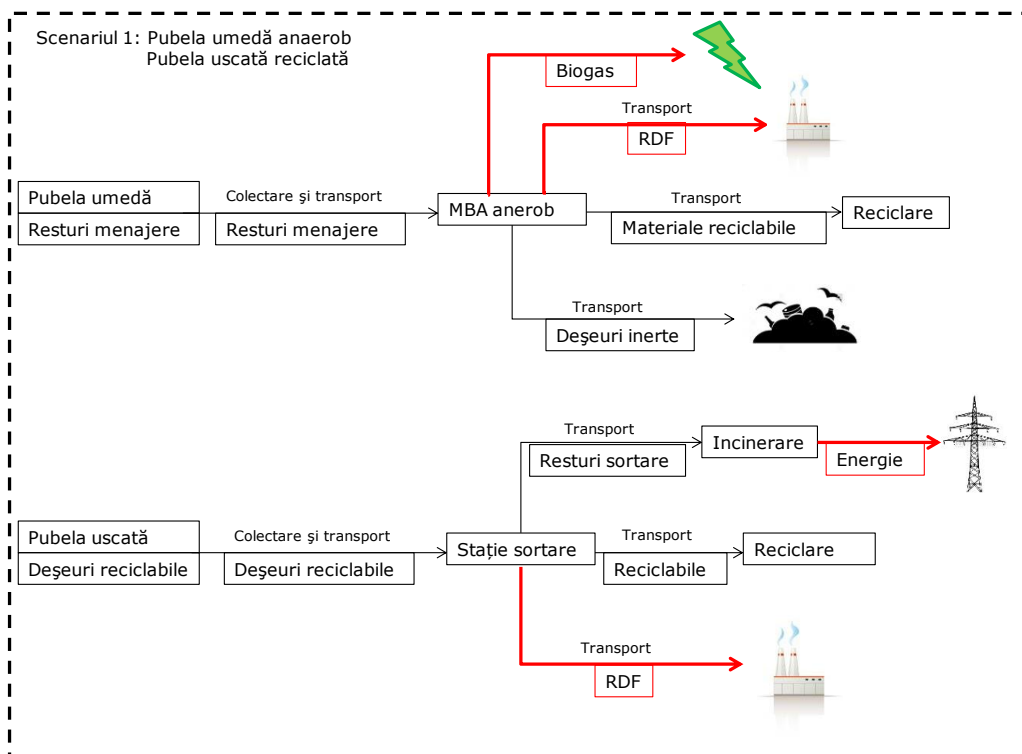 Scenariul 1: Pubela umedă anaerob
Pubela uscată reciclată
Biogas
Transport
RDF
Pubela umedă
Resturi menajere
Colectare şi transport
Resturi menajere
MBA anerob
Transport
Materiale reciclabile
Reciclare
Transport
Deşeuri inerte
Transport
Resturi sortare
Incinerare
Energie
Pubela uscată
Deşeuri reciclabile
Colectare şi transport
Deşeuri reciclabile
Staţie sortare
Transport
Reciclabile
Reciclare
Transport
RDF